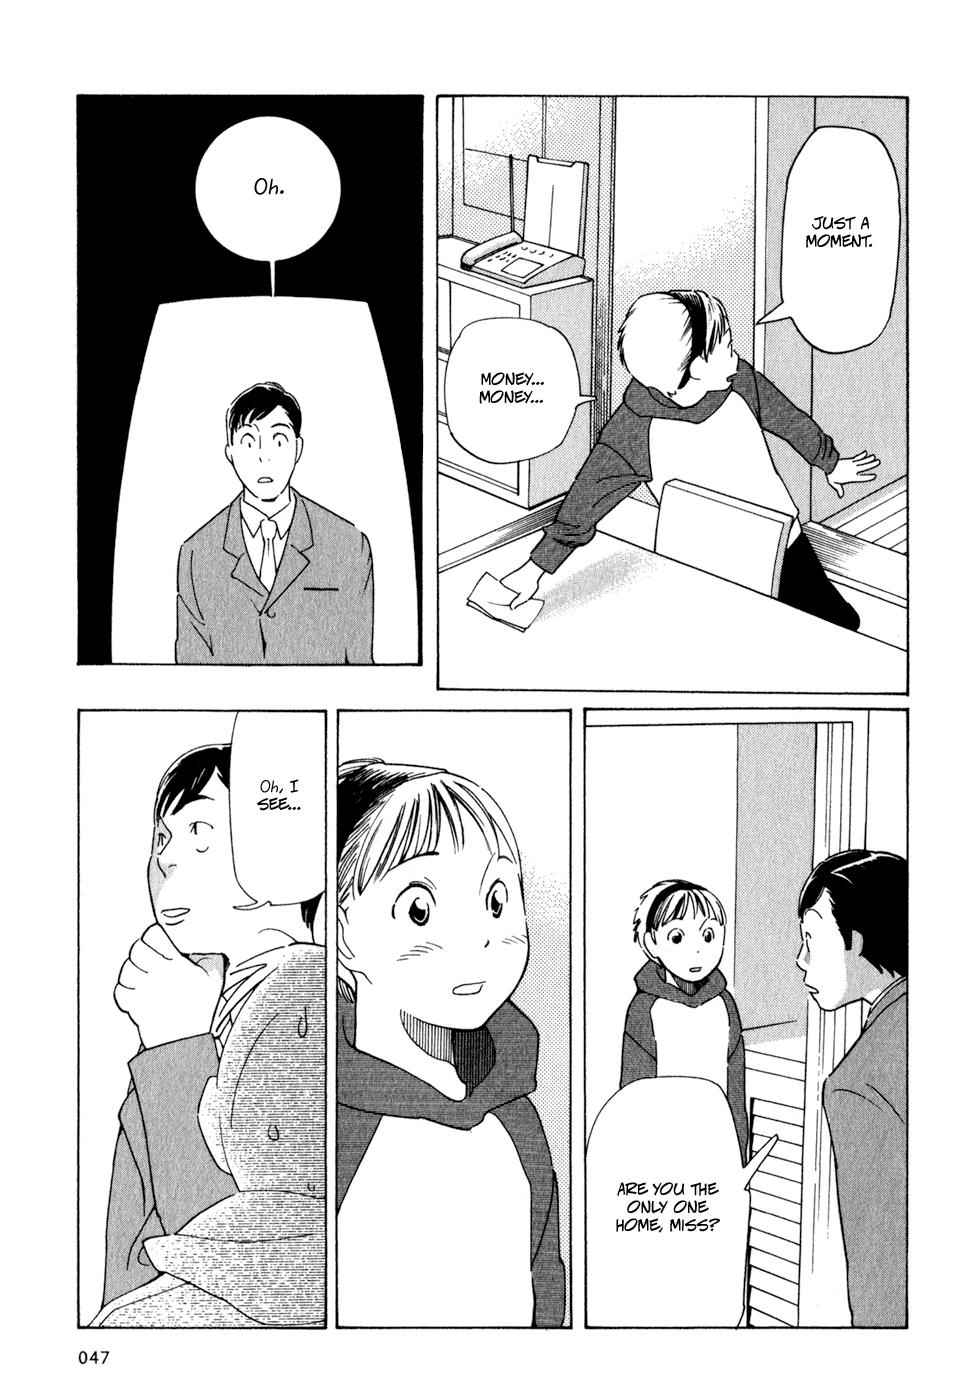 JUST A
MOMENT.
MONEY...
MONEY...
Oh.
ARE YOU THE
ONLY ONE
HOME, MISS?
Oh, I
SEE...
047